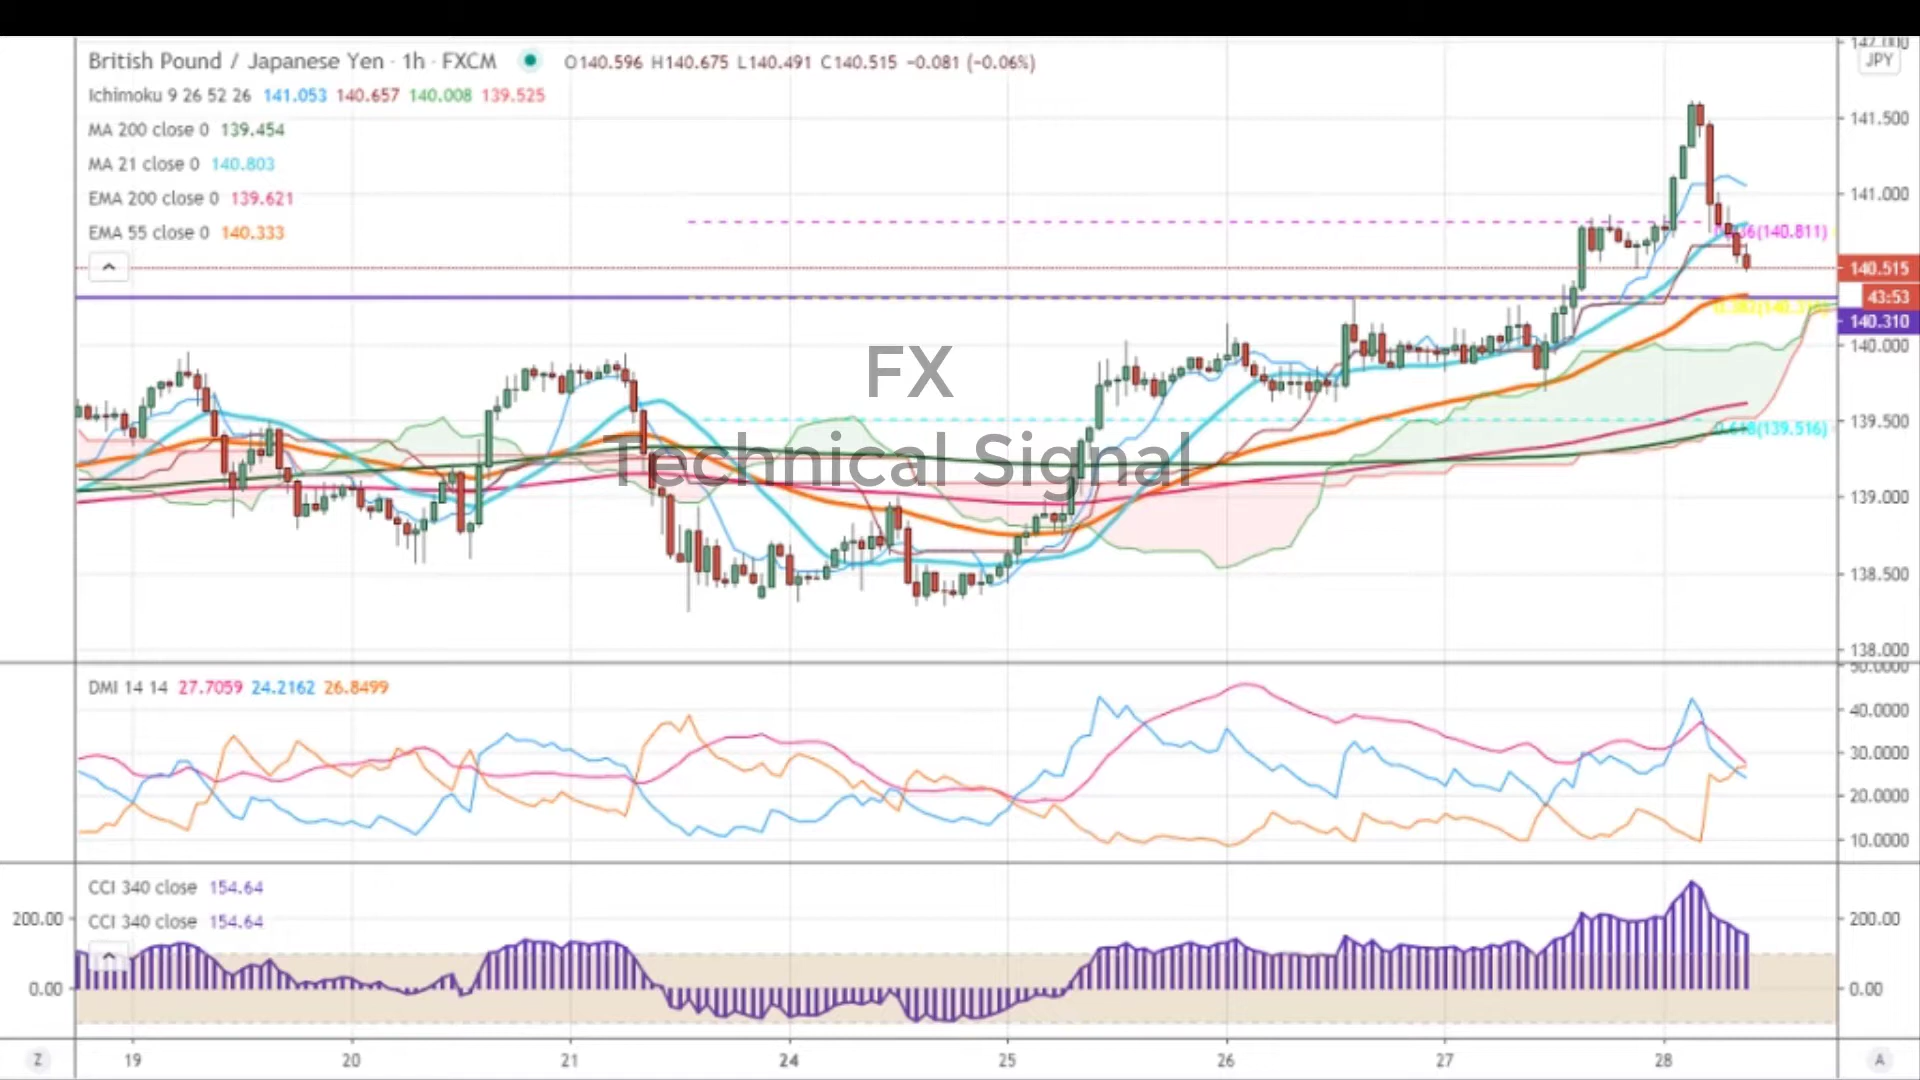 British Pound / Japanese Yen · 1h · FXCM O140.596 H140.675 L140.491 C140.515 −0.081 (−0.06%)
JPY
Ichimoku 9 26 52 26 141.053 140.657 140.008 139.525
MA 200 close 0 139.454
MA 21 close 0 140.803
EMA 200 close 0 139.621
EMA 55 close 0 140.333
141.500
141.000
140.515
43:53
140.310
140.000
139.500
0.618(139.516)
139.000
138.500
138.000
FX
Technical Signal
DMI 14 14 27.7059 24.2162 26.8499
50.0000
40.0000
30.0000
20.0000
10.0000
CCI 340 close 154.64
CCI 340 close 154.64
200.00 200.00
0.00 0.00
Z 19 20 21 24 25 26 27 28 A